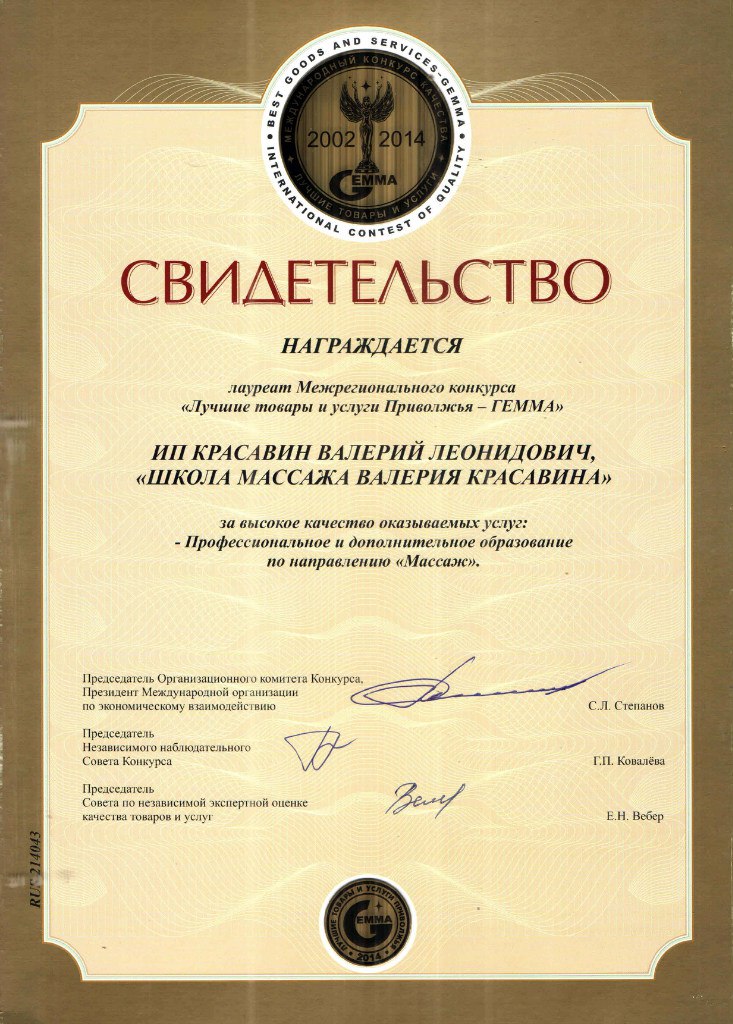 • BEST GOODS AND SERVICES-GEMMA •
INTERNATIONAL CONTEST OF QUALITY
МЕЖДУНАРОДНЫЙ КОНКУРС КАЧЕСТВА
2002 2014
GEMMA
ЛУЧШИЕ ТОВАРЫ И УСЛУГИ
СВИДЕТЕЛЬСТВО
НАГРАЖДАЕТСЯ
лауреат Межрегионального конкурса
«Лучшие товары и услуги Приволжья – ГЕММА»
ИП КРАСАВИН ВАЛЕРИЙ ЛЕОНИДОВИЧ,
«ШКОЛА МАССАЖА ВАЛЕРИЯ КРАСАВИНА»
за высокое качество оказываемых услуг:
- Профессиональное и дополнительное образование
по направлению «Массаж».
Председатель Организационного комитета Конкурса,
Президент Международной организации
по экономическому взаимодействию
С.Л. Степанов
Председатель
Независимого наблюдательного
Совета Конкурса
Г.П. Ковалёва
Председатель
Совета по независимой экспертной оценке
качества товаров и услуг
Е.Н. Вебер
214043
ЛУЧШИЕ ТОВАРЫ И УСЛУГИ ПРИВОЛЖЬЯ
GEMMA
• 2014 •